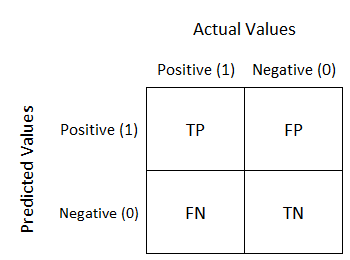 Actual Values
Positive (1) Negative (0)
Predicted Values
Positive (1) TP FP
Negative (0) FN TN